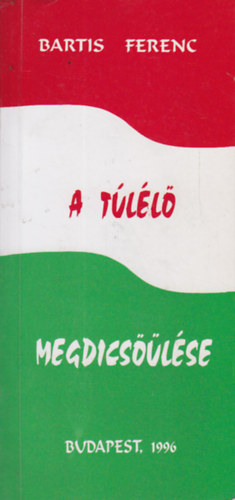 BARTIS FERENC
A TÚLÉLŐ
MEGDICSŐÜLÉSE
BUDAPEST, 1996